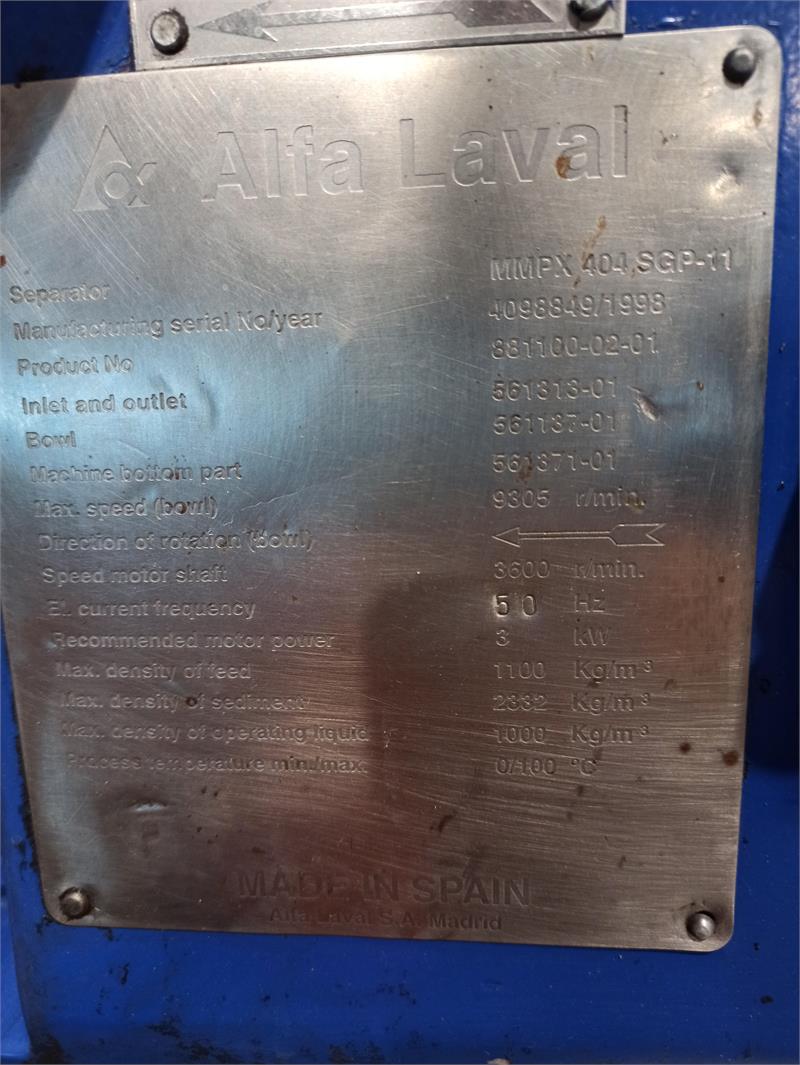 Alfa Laval
Separator MMPX 404,SGP-11
Manufacturing serial No/year 4098849/1998
Product No 881100-02-01
Inlet and outlet 561313-01
Bowl 561137-01
Machine bottom part 561371-01
Max. speed (bowl) 9305 r/min.
Direction of rotation (bowl)
Speed motor shaft 3600 r/min.
El. current frequency 50 Hz
Recommended motor power 3 kW
Max. density of feed 1100 Kg/m³
Max. density of sediment 2332 Kg/m³
Max. density of operating liquid 1000 Kg/m³
Process temperature min/max. 0/100 °C
MADE IN SPAIN
Alfa Laval S.A. Madrid